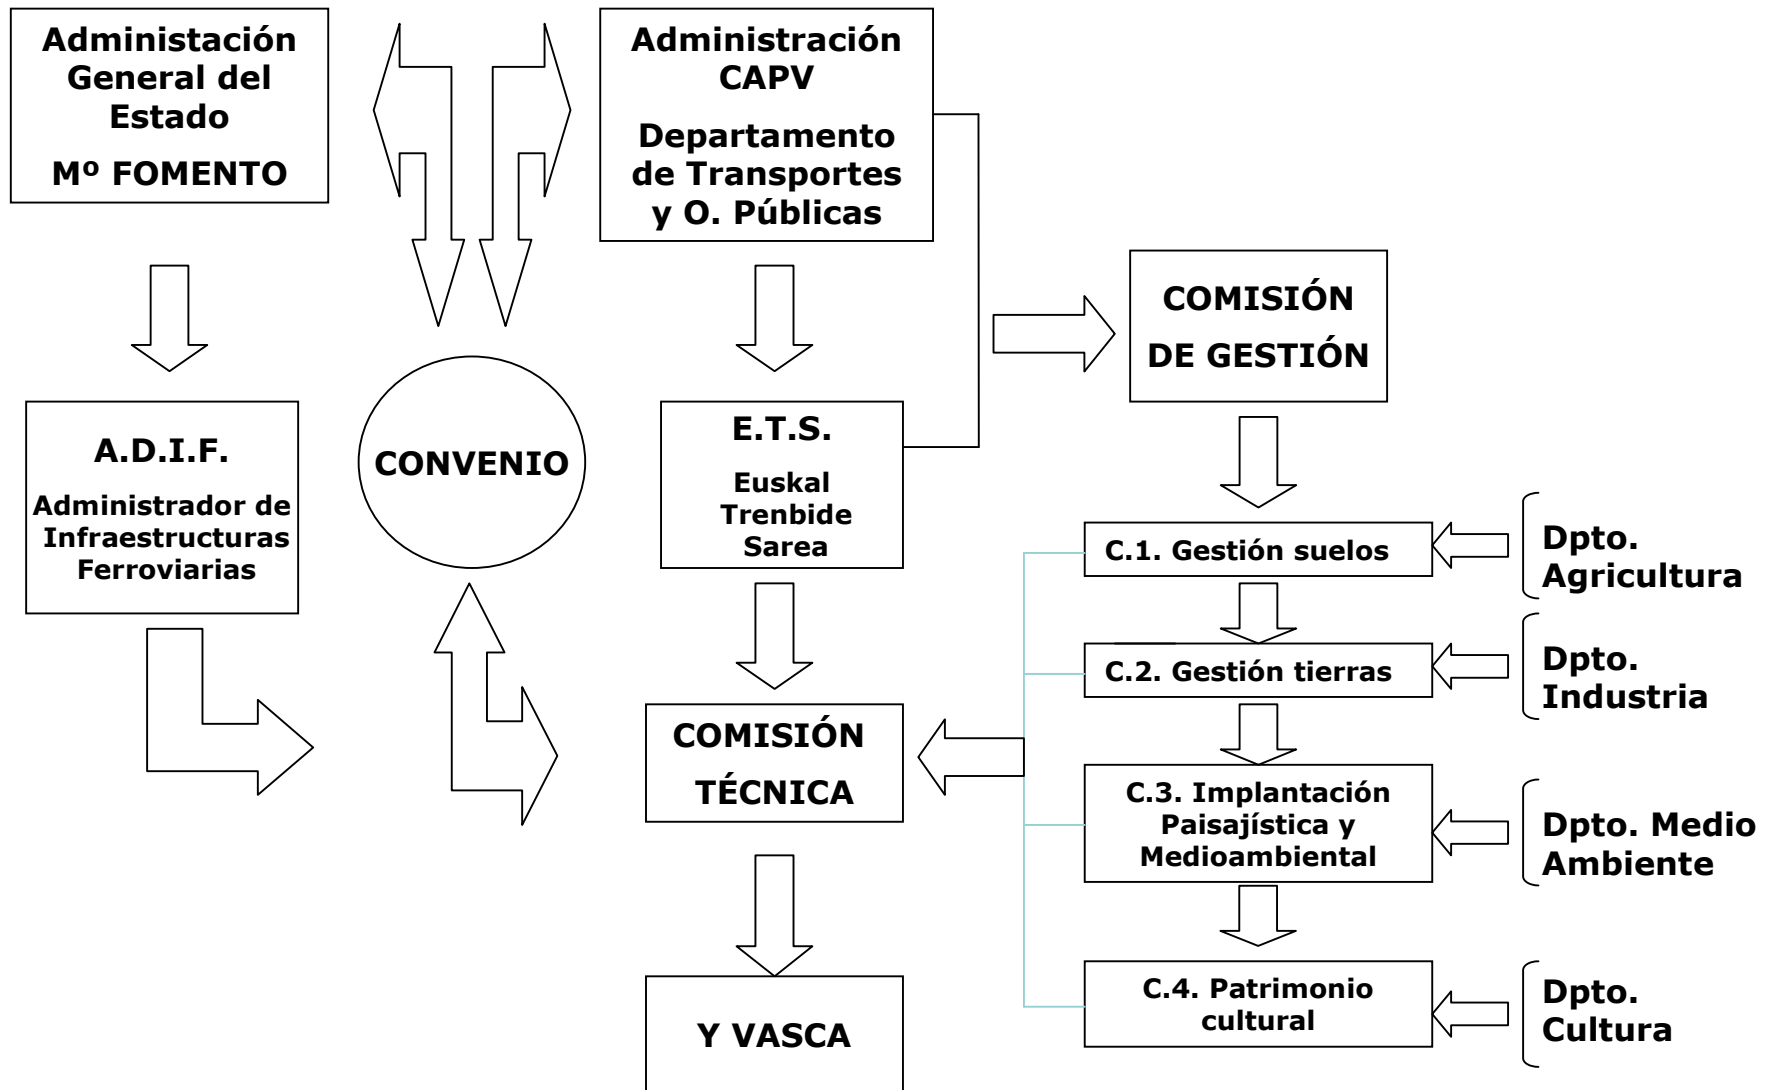 Administación
General del
Estado
Mº FOMENTO
Administración
CAPV
Departamento
de Transportes
y O. Públicas
COMISIÓN
DE GESTIÓN
A.D.I.F.
Administrador de
Infraestructuras
Ferroviarias
CONVENIO
E.T.S.
Euskal
Trenbide
Sarea
C.1. Gestión suelos
Dpto.
Agricultura
C.2. Gestión tierras
Dpto.
Industria
COMISIÓN
TÉCNICA
C.3. Implantación
Paisajística y
Medioambiental
Dpto. Medio
Ambiente
C.4. Patrimonio
cultural
Dpto.
Cultura
Y VASCA